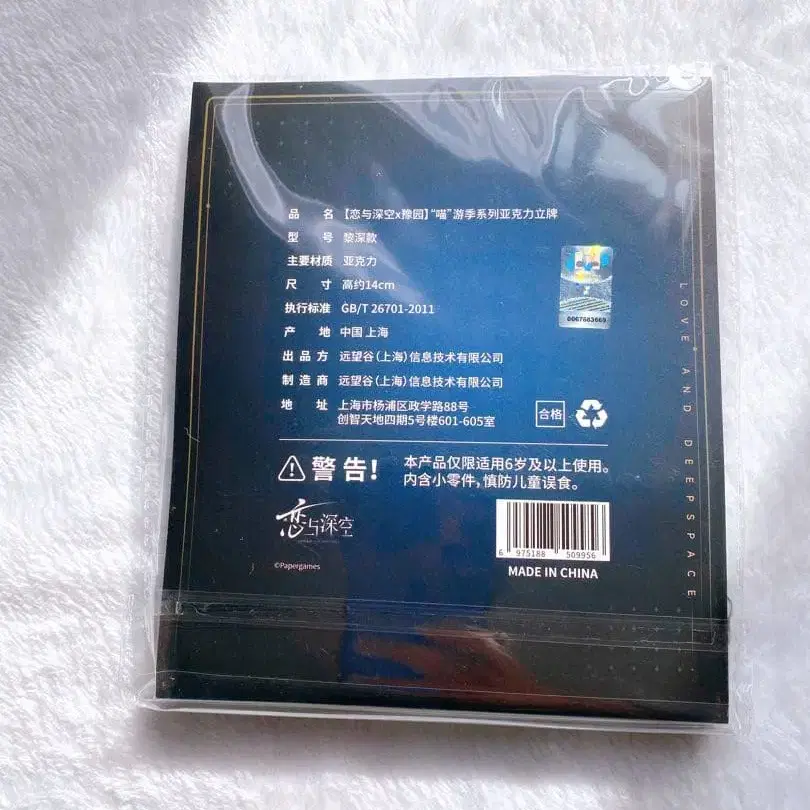 品 名 【恋与深空x豫园】“喵”游季系列亚克力立牌
型 号 黎深款
主要材质 亚克力
尺 寸 高约14cm
执行标准 GB/T 26701-2011
产 地 中国 上海
出 品 方 远望谷(上海)信息技术有限公司
制 造 商 远望谷(上海)信息技术有限公司
地 址 上海市杨浦区政学路88号
创智天地四期5号楼601-605室
0067683669
合格
LOVE AND DEEPSPACE
警告!
本产品仅限适用6岁及以上使用。
内含小零件,慎防儿童误食。
恋与深空
©Papergames
6 975188 509956
MADE IN CHINA